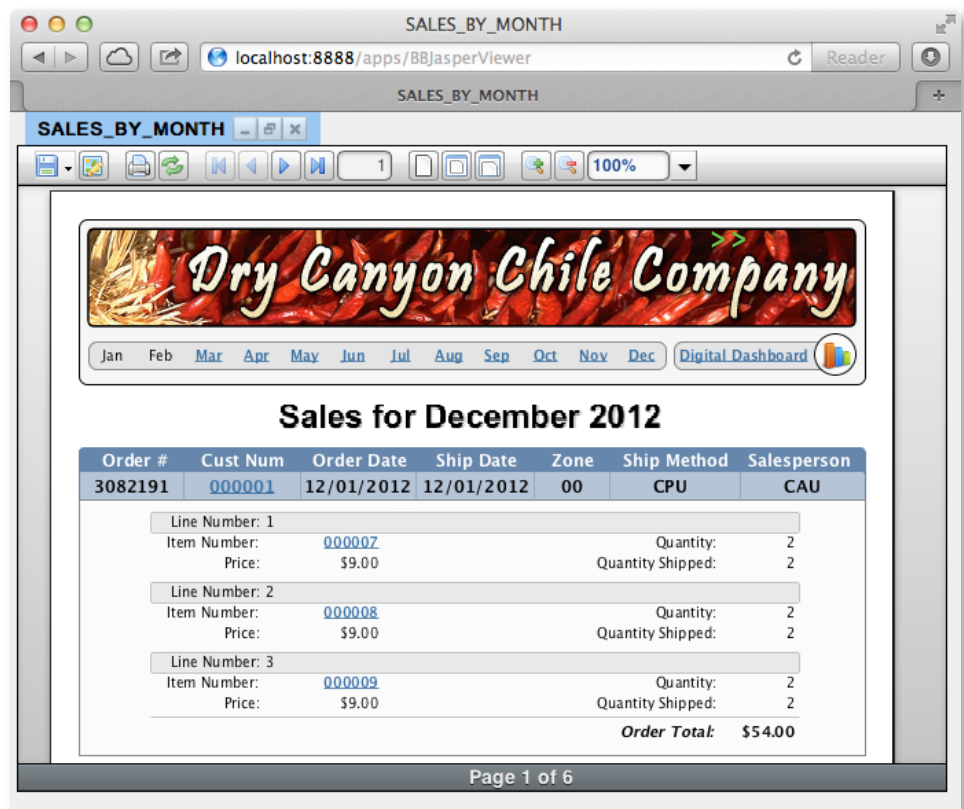 SALES_BY_MONTH
localhost:8888/apps/BBJasperViewer
Reader
SALES_BY_MONTH
SALES_BY_MONTH
1
100%
>>
Dry Canyon Chile Company
Jan Feb Mar Apr May Jun Jul Aug Sep Oct Nov Dec Digital Dashboard
Sales for December 2012
Order # Cust Num Order Date Ship Date Zone Ship Method Salesperson
3082191 000001 12/01/2012 12/01/2012 00 CPU CAU
Line Number: 1
Item Number: 000007 Quantity: 2
Price: $9.00 Quantity Shipped: 2
Line Number: 2
Item Number: 000008 Quantity: 2
Price: $9.00 Quantity Shipped: 2
Line Number: 3
Item Number: 000009 Quantity: 2
Price: $9.00 Quantity Shipped: 2
Order Total: $54.00
Page 1 of 6